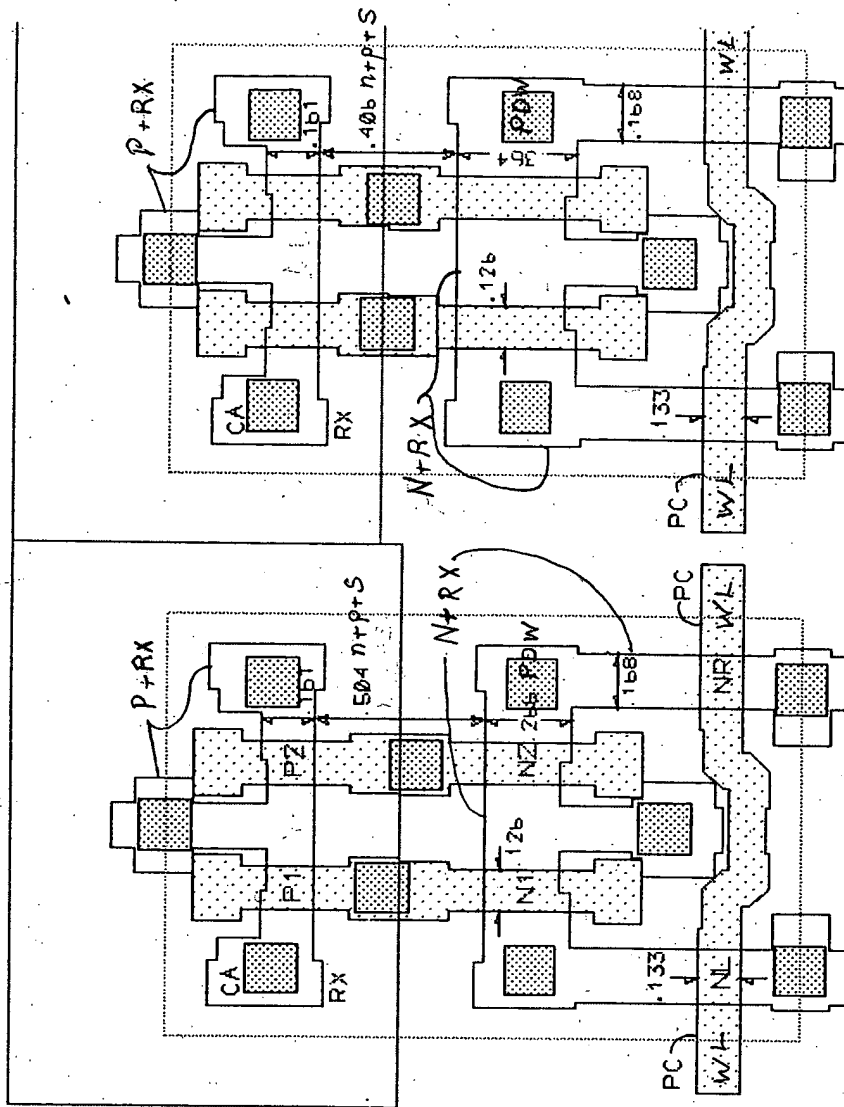 P+RX
.161
.406 n+p+S
CA
RX
PDW
.168
.364
.126
N+RX
.133
PC
WL
WL
P+RX
.161
.504 n+p+S
P2
P1
CA
RX
N+RX
PDW
.266
.168
N2
.126
N1
PC
WL
NR
.133
NL
WL
PC